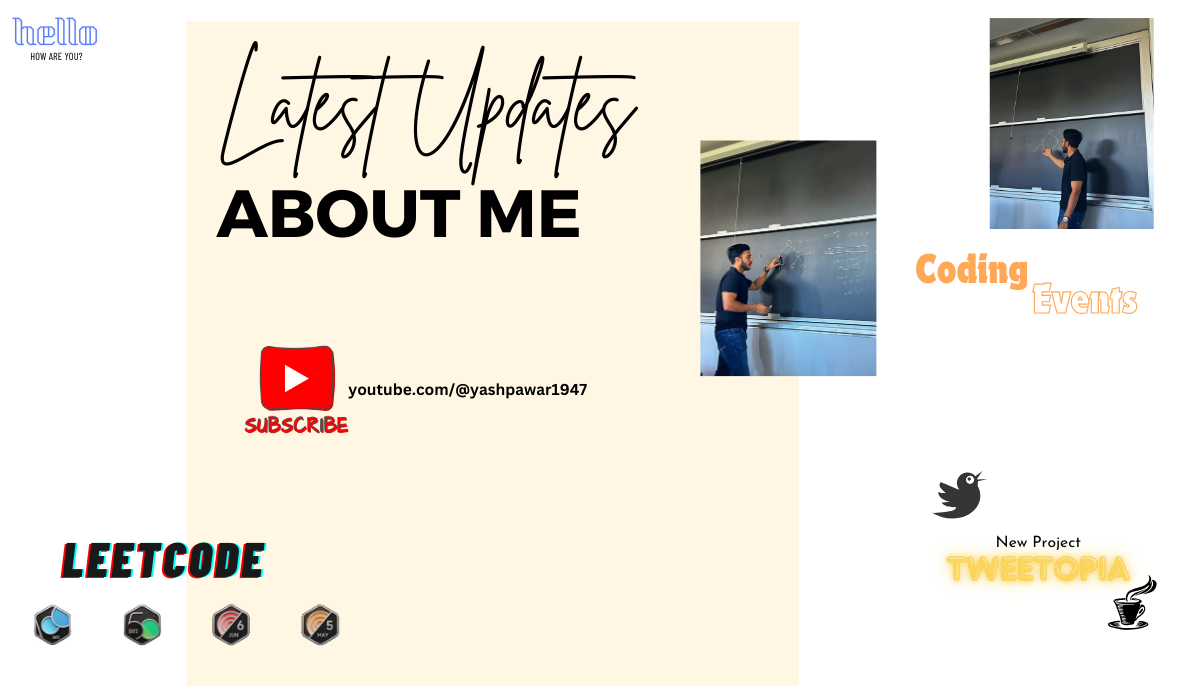 hello
HOW ARE YOU?
Latest Updates
ABOUT ME
Coding
Events
youtube.com/@yashpawar1947
SUBSCRIBE
New Project
TWEETOPIA
LEETCODE
50
DAYS
6
JUN
5
MAY